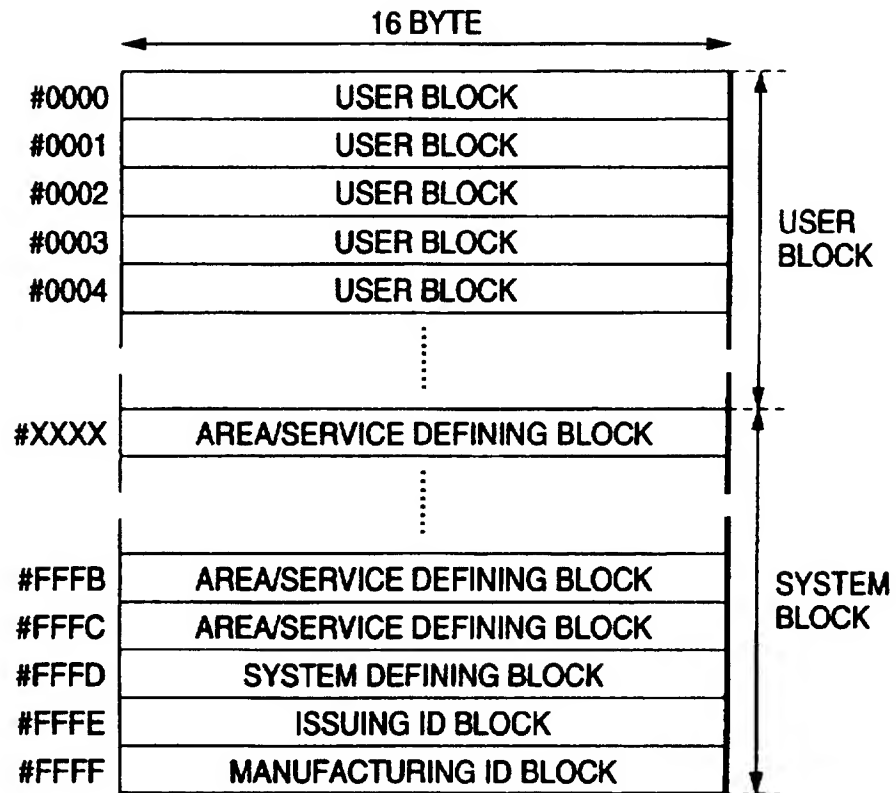 16 BYTE
#0000 USER BLOCK
#0001 USER BLOCK
#0002 USER BLOCK
#0003 USER BLOCK
#0004 USER BLOCK
USER
BLOCK
#XXXX AREA/SERVICE DEFINING BLOCK
#FFFB AREA/SERVICE DEFINING BLOCK
#FFFC AREA/SERVICE DEFINING BLOCK
#FFFD SYSTEM DEFINING BLOCK
#FFFE ISSUING ID BLOCK
#FFFF MANUFACTURING ID BLOCK
SYSTEM
BLOCK